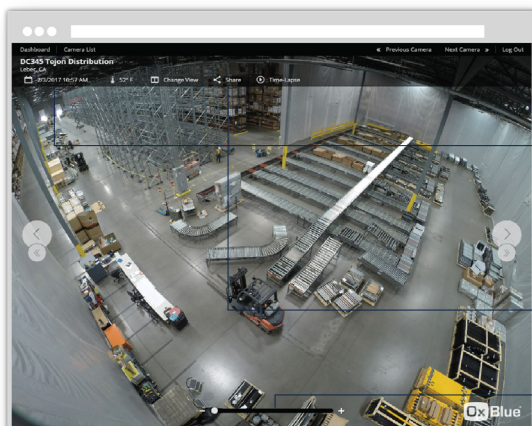 Dashboard Camera List « Previous Camera Next Camera » Log Out
DC345 Tejon Distribution
Lebec, CA
2/3/2017 10:57 AM 52° F Change View Share Time-Lapse
- +
OxBlue